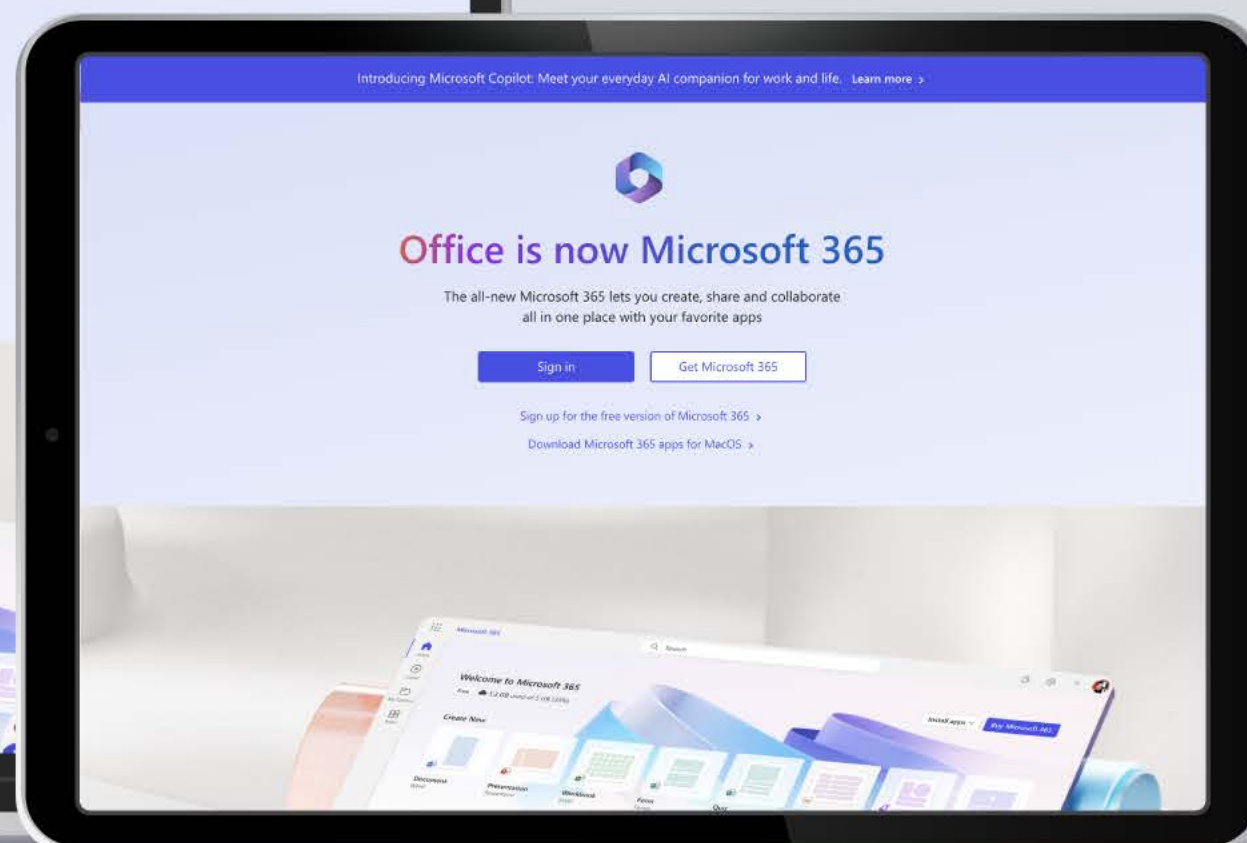 Introducing Microsoft Copilot: Meet your everyday AI companion for work and life. Learn more >
Office is now Microsoft 365
The all-new Microsoft 365 lets you create, share and collaborate
all in one place with your favorite apps
Sign in
Get Microsoft 365
Sign up for the free version of Microsoft 365 >
Download Microsoft 365 apps for MacOS >
Microsoft 365
Search
Welcome to Microsoft 365
Free
Install apps
Buy Microsoft 365
Create New
Document
Presentation
Workbook
Form
Quiz